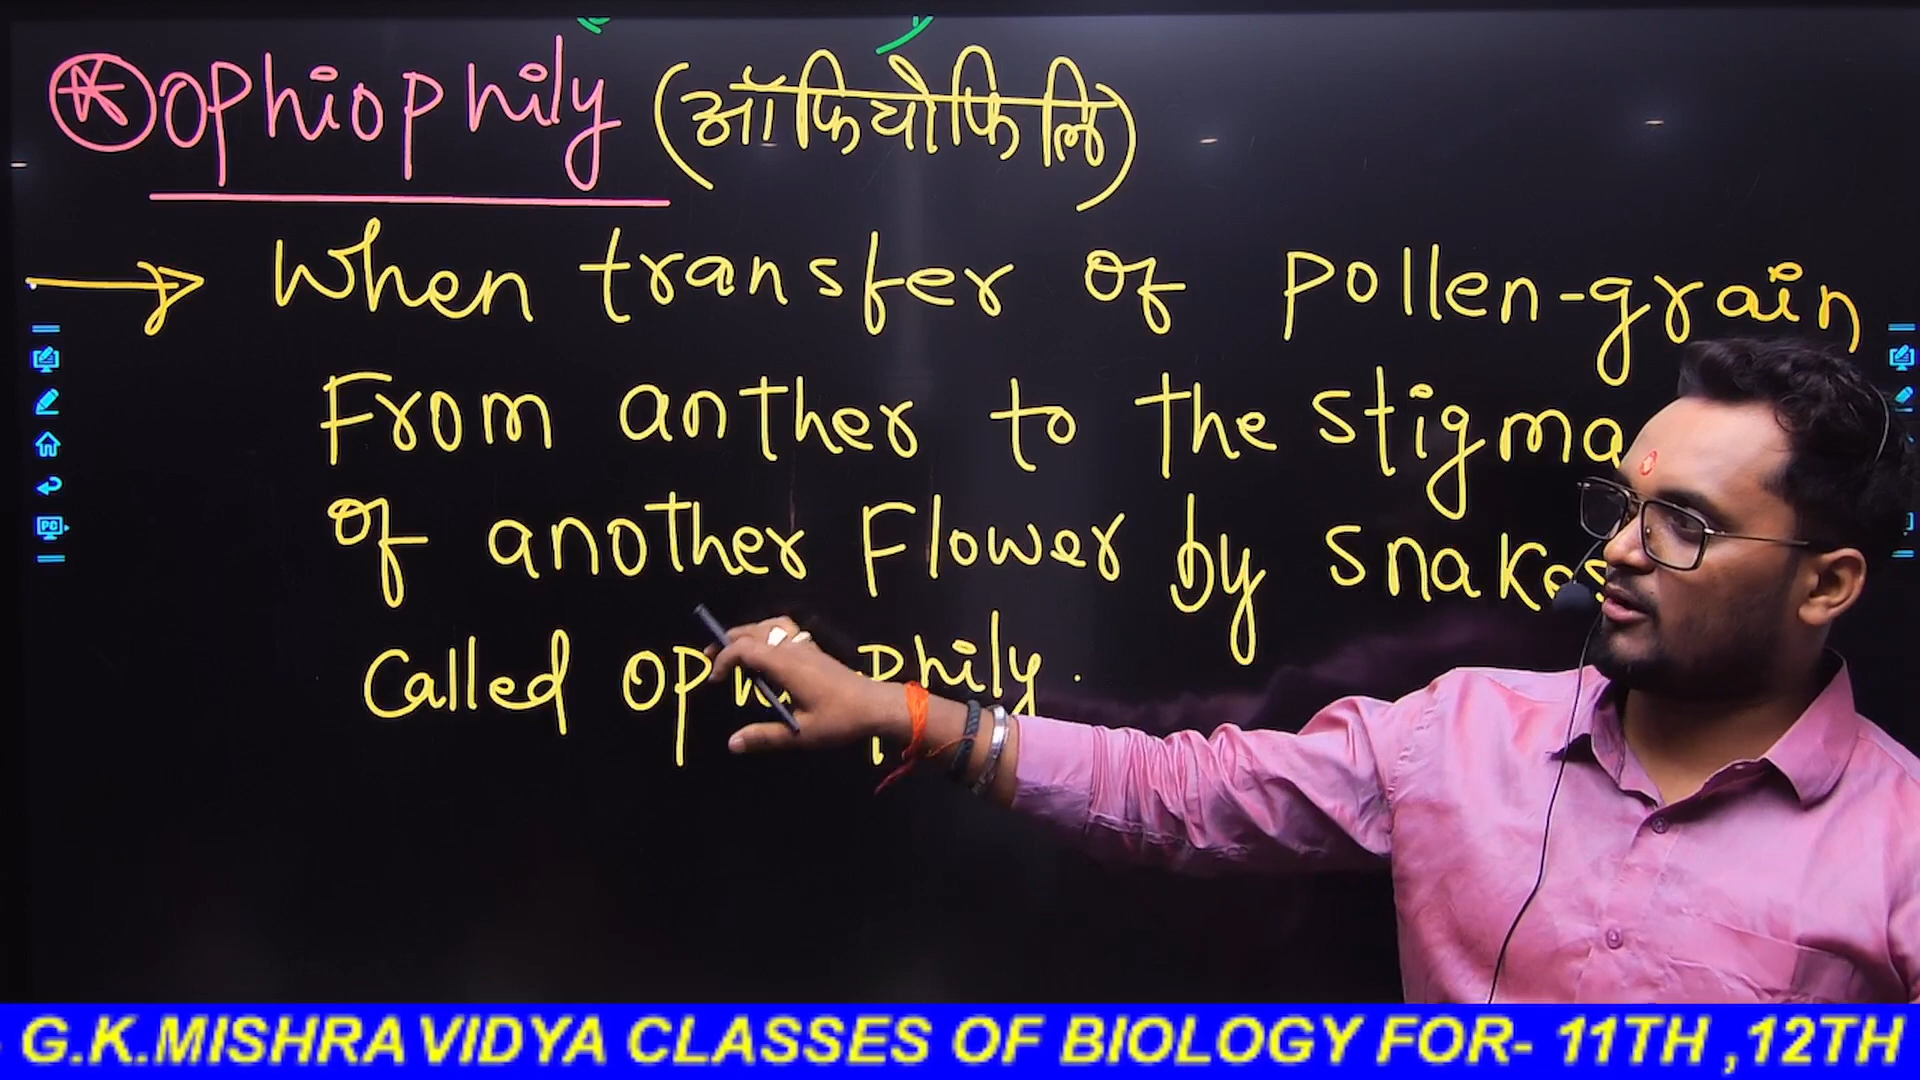 Ophiophily (ऑफियोफिलि)
When transfer of pollen-grain
From anther to the stigma
of another Flower by snakes
Called
G.K.MISHRA VIDYA CLASSES OF BIOLOGY FOR- 11TH ,12TH